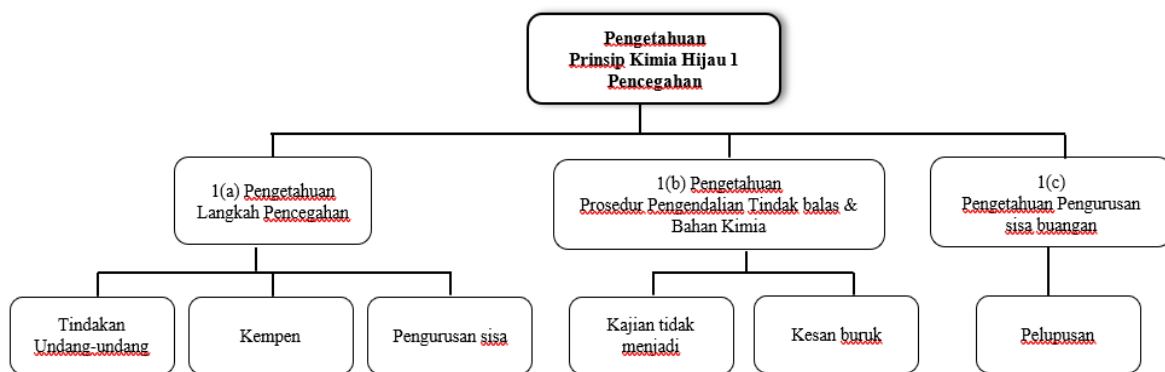 Pengetahuan
Prinsip Kimia Hijau 1
Pencegahan
1(a) Pengetahuan
Langkah Pencegahan
1(b) Pengetahuan
Prosedur Pengendalian Tindak balas &
Bahan Kimia
1(c)
Pengetahuan Pengurusan
sisa buangan
Tindakan
Undang-undang
Kempen
Pengurusan sisa
Kajian tidak
menjadi
Kesan buruk
Pelupusan